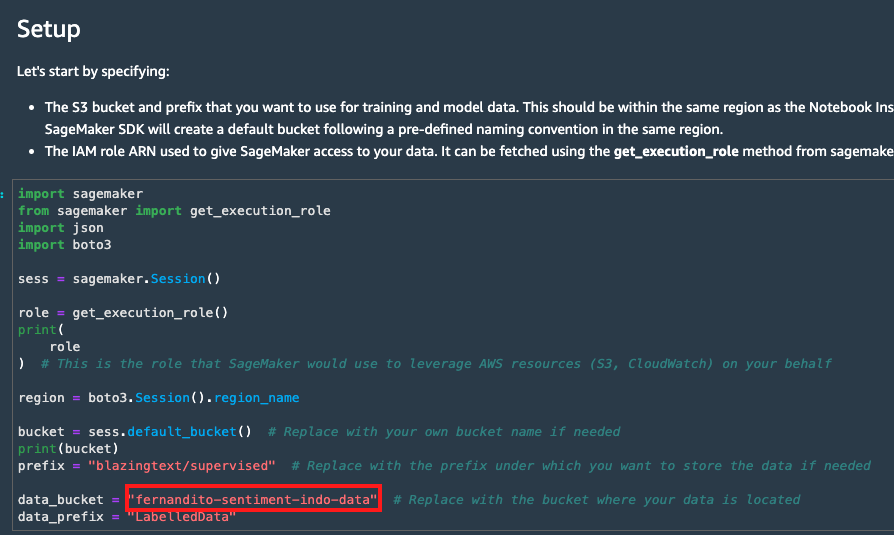 Setup
Let's start by specifying:
• The S3 bucket and prefix that you want to use for training and model data. This should be within the same region as the Notebook Ins
SageMaker SDK will create a default bucket following a pre-defined naming convention in the same region.
• The IAM role ARN used to give SageMaker access to your data. It can be fetched using the get_execution_role method from sagemake
import sagemaker
from sagemaker import get_execution_role
import json
import boto3
sess = sagemaker.Session()
role = get_execution_role()
print(
    role
)  # This is the role that SageMaker would use to leverage AWS resources (S3, CloudWatch) on your behalf
region = boto3.Session().region_name
bucket = sess.default_bucket()  # Replace with your own bucket name if needed
print(bucket)
prefix = "blazingtext/supervised"  # Replace with the prefix under which you want to store the data if needed
data_bucket = "fernandito-sentiment-indo-data"  # Replace with the bucket where your data is located
data_prefix = "LabelledData"